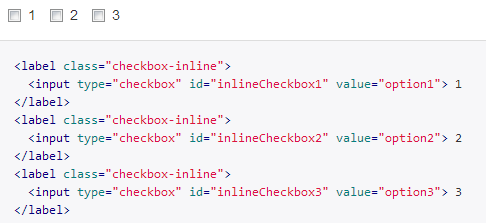 1 2 3
<label class="checkbox-inline">
  <input type="checkbox" id="inlineCheckbox1" value="option1"> 1
</label>
<label class="checkbox-inline">
  <input type="checkbox" id="inlineCheckbox2" value="option2"> 2
</label>
<label class="checkbox-inline">
  <input type="checkbox" id="inlineCheckbox3" value="option3"> 3
</label>